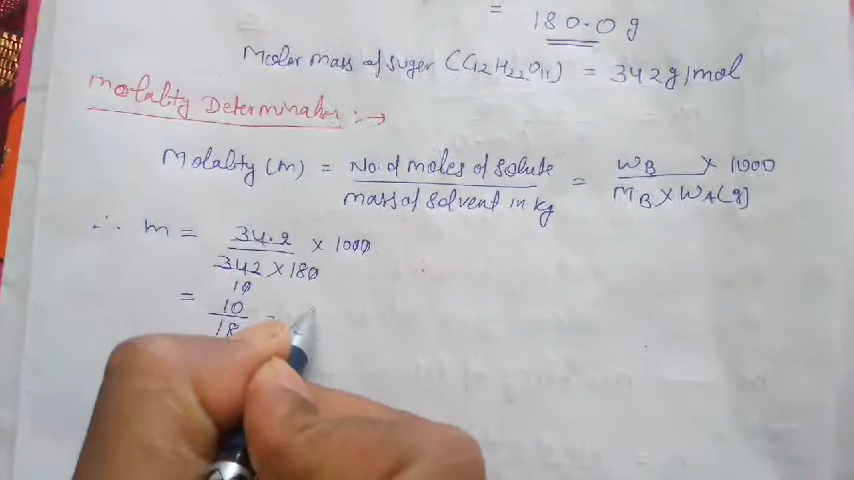 =
180.0 g
Molar mass of suger (C12H22O11) = 342 g/mol
Molality Determination :→
Molality (m) = No. of moles of solute / mass of solvent in kg = WB × 1000 / MB × WA(g)
∴ m = 34.2 × 1000 / 342 × 180
10
= 10 / 18 =